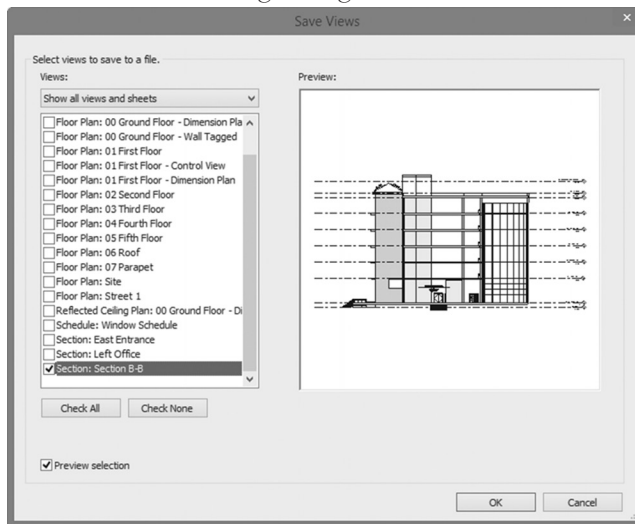 Save Views
Select views to save to a file.
Views:
Preview:
Show all views and sheets
Floor Plan: 00 Ground Floor - Dimension Pla
Floor Plan: 00 Ground Floor - Wall Tagged
Floor Plan: 01 First Floor
Floor Plan: 01 First Floor - Control View
Floor Plan: 01 First Floor - Dimension Plan
Floor Plan: 02 Second Floor
Floor Plan: 03 Third Floor
Floor Plan: 04 Fourth Floor
Floor Plan: 05 Fifth Floor
Floor Plan: 06 Roof
Floor Plan: 07 Parapet
Floor Plan: Site
Floor Plan: Street 1
Reflected Ceiling Plan: 00 Ground Floor - Di
Schedule: Window Schedule
Section: East Entrance
Section: Left Office
Section: Section B-B
Check All
Check None
Preview selection
OK
Cancel